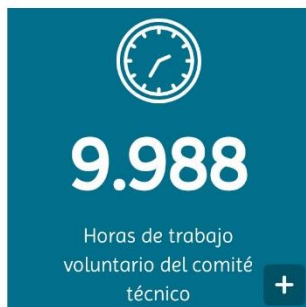 9.988
Horas de trabajo
voluntario del comité
técnico
+